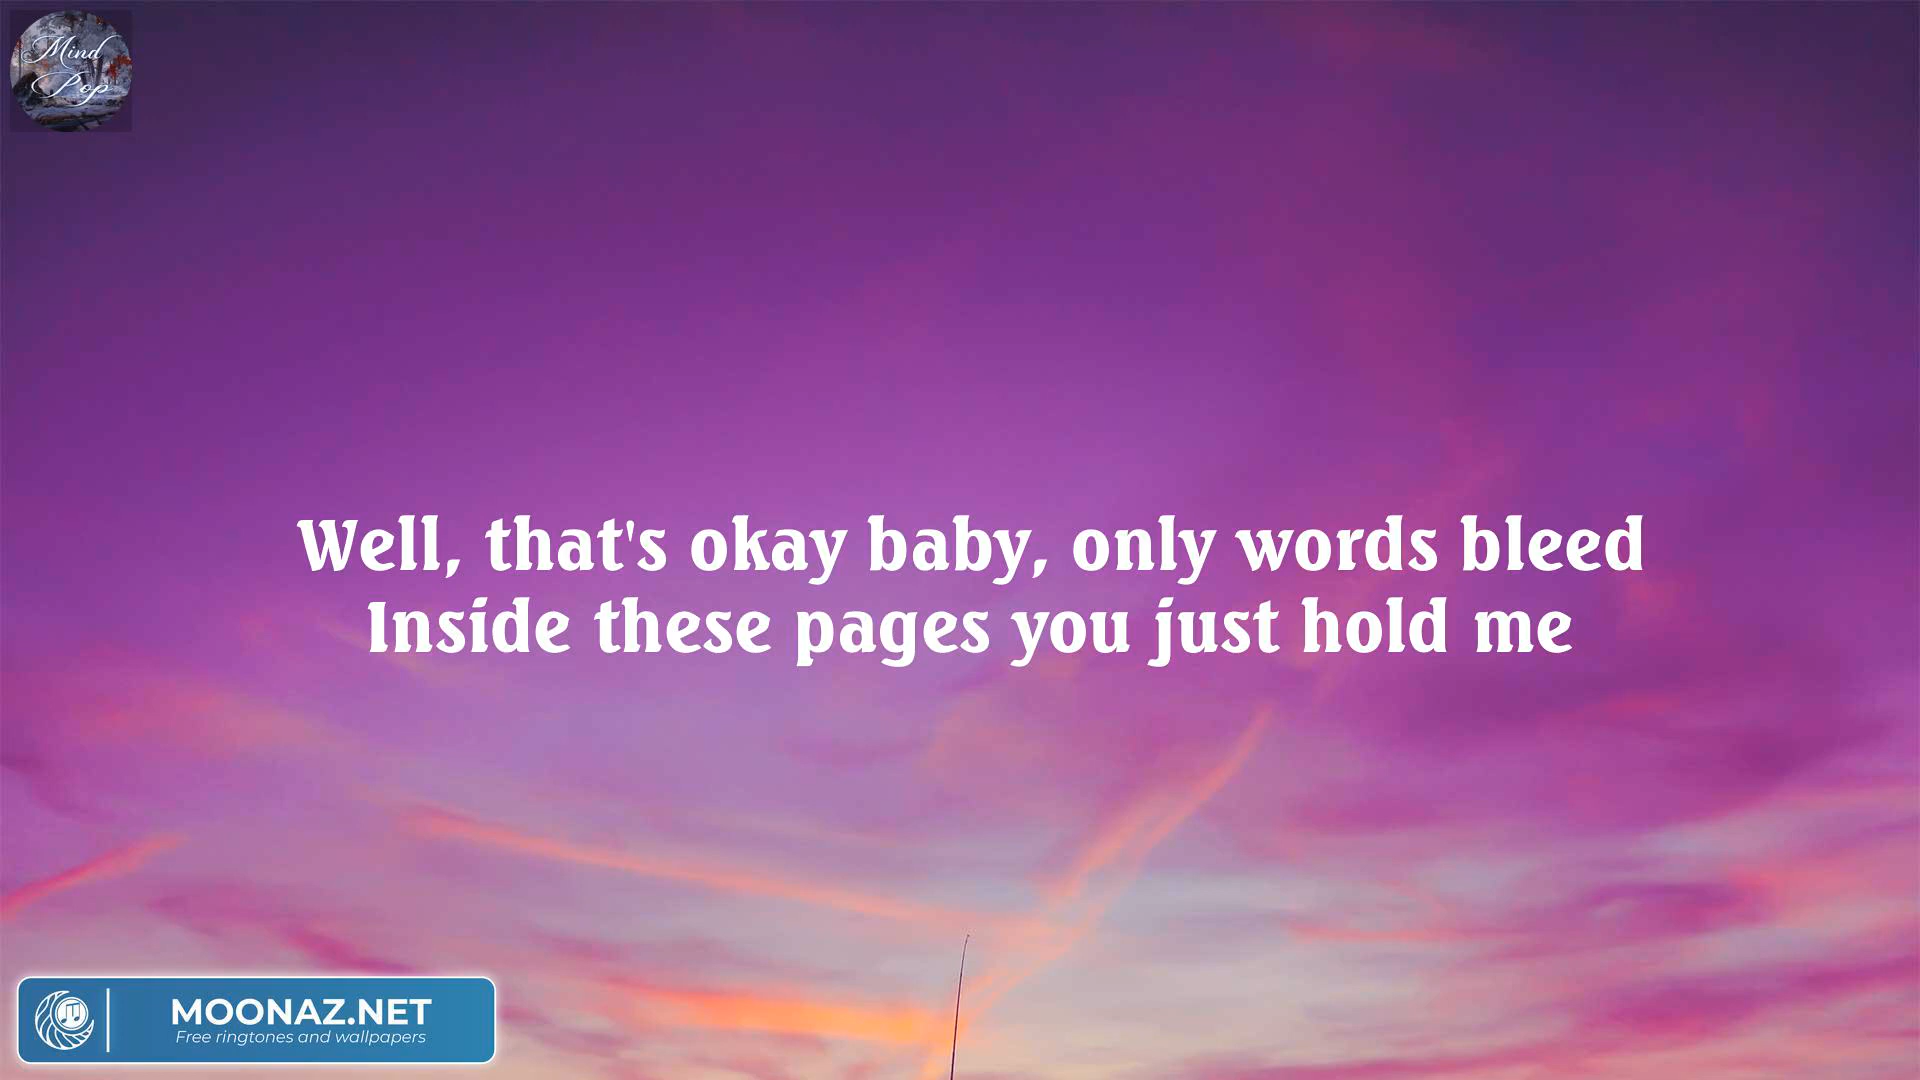 Mind
Pop
Well, that's okay baby, only words bleed
Inside these pages you just hold me
MOONAZ.NET
Free ringtones and wallpapers